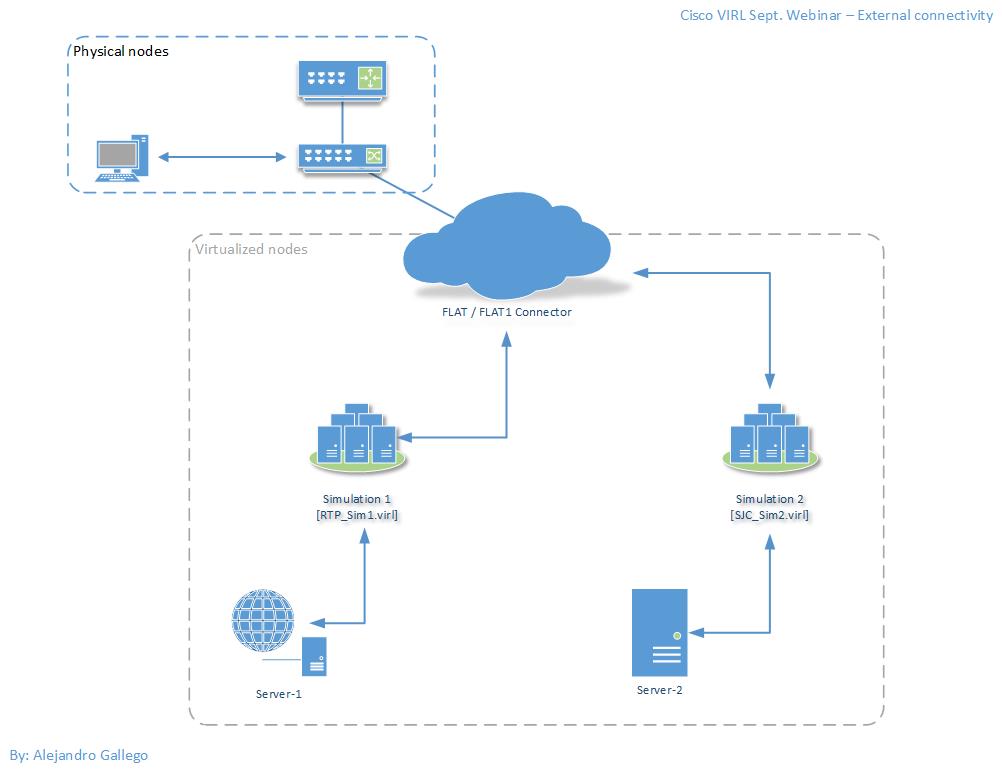 Cisco VIRL Sept. Webinar – External connectivity
Physical nodes
Virtualized nodes
FLAT / FLAT1 Connector
Simulation 1
[RTP_Sim1.virl]
Simulation 2
[SJC_Sim2.virl]
Server-1
Server-2
By: Alejandro Gallego